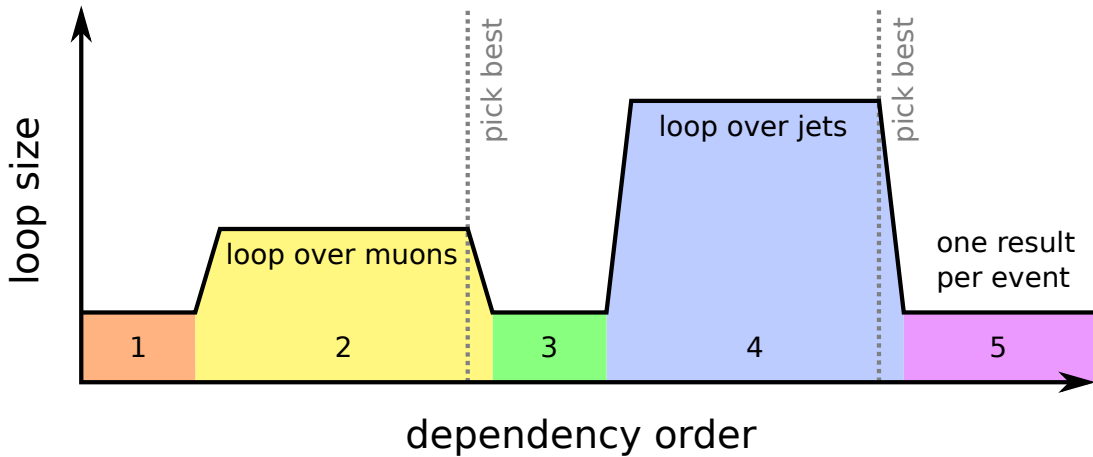 loop size
pick best
pick best
loop over jets
loop over muons
one result
per event
1
2
3
4
5
dependency order